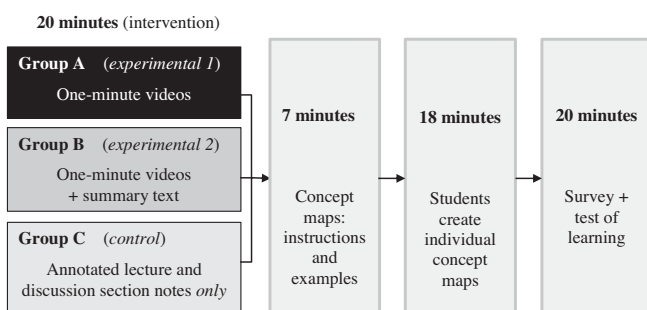 20 minutes (intervention)
Group A (experimental 1)
One-minute videos
Group B (experimental 2)
One-minute videos
+ summary text
Group C (control)
Annotated lecture and
discussion section notes only
7 minutes
Concept
maps:
instructions
and
examples
18 minutes
Students
create
individual
concept
maps
20 minutes
Survey +
test of
learning